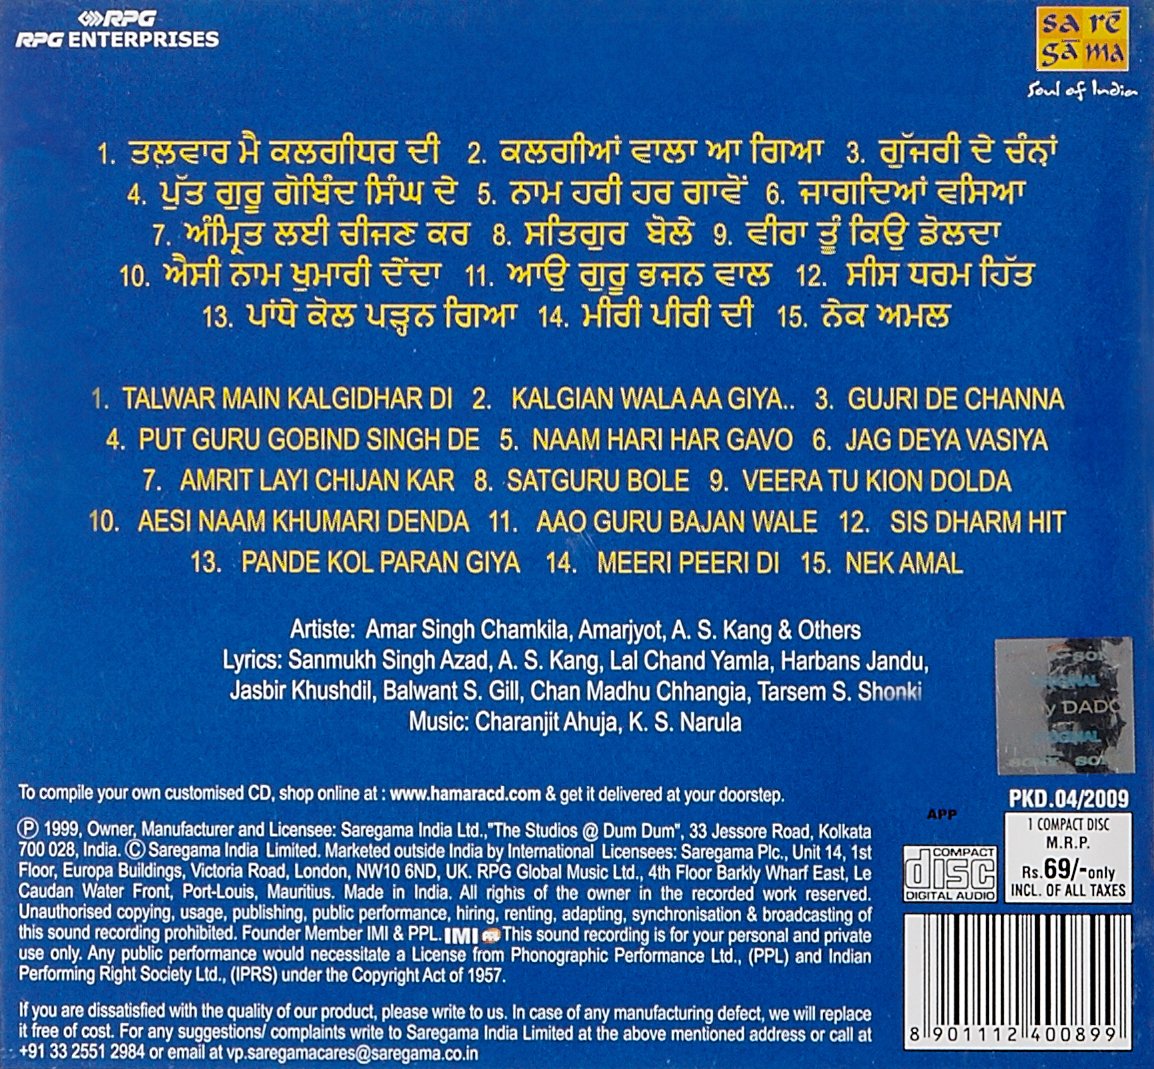 RPG
RPG ENTERPRISES
sa rē
gā ma
Soul of India
1. ਤਲਵਾਰ ਮੈ ਕਲਗੀਧਰ ਦੀ 2. ਕਲਗੀਆਂ ਵਾਲਾ ਆ ਗਿਆ 3. ਗੁੱਜਰੀ ਦੇ ਚੰਨਾਂ
4. ਪੁੱਤ ਗੁਰੂ ਗੋਬਿੰਦ ਸਿੰਘ ਦੇ 5. ਨਾਮ ਹਰੀ ਹਰ ਗਾਵੋਂ 6. ਜਾਗਦਿਆਂ ਵਸਿਆ
7. ਅੰਮ੍ਰਿਤ ਲਈ ਚੀਜਣ ਕਰ 8. ਸਤਿਗੁਰ ਬੋਲੇ 9. ਵੀਰਾ ਤੂੰ ਕਿਉ ਡੋਲਦਾ
10. ਐਸੀ ਨਾਮ ਖੁਮਾਰੀ ਦੇਂਦਾ 11. ਆਉ ਗੁਰੂ ਭਜਨ ਵਾਲ 12. ਸੀਸ ਧਰਮ ਹਿੱਤ
13. ਪਾਂਧੇ ਕੋਲ ਪੜ੍ਹਨ ਗਿਆ 14. ਮੀਰੀ ਪੀਰੀ ਦੀ 15. ਨੇਕ ਅਮਲ
1. TALWAR MAIN KALGIDHAR DI 2. KALGIAN WALA AA GIYA.. 3. GUJRI DE CHANNA
4. PUT GURU GOBIND SINGH DE 5. NAAM HARI HAR GAVO 6. JAG DEYA VASIYA
7. AMRIT LAYI CHIJAN KAR 8. SATGURU BOLE 9. VEERA TU KION DOLDA
10. AESI NAAM KHUMARI DENDA 11. AAO GURU BAJAN WALE 12. SIS DHARM HIT
13. PANDE KOL PARAN GIYA 14. MEERI PEERI DI 15. NEK AMAL
Artiste: Amar Singh Chamkila, Amarjyot, A. S. Kang & Others
Lyrics: Sanmukh Singh Azad, A. S. Kang, Lal Chand Yamla, Harbans Jandu,
Jasbir Khushdil, Balwant S. Gill, Chan Madhu Chhangia, Tarsem S. Shonki
Music: Charanjit Ahuja, K. S. Narula
To compile your own customised CD, shop online at : www.hamaracd.com & get it delivered at your doorstep.
Ⓟ 1999, Owner, Manufacturer and Licensee: Saregama India Ltd.,"The Studios @ Dum Dum", 33 Jessore Road, Kolkata
700 028, India. Ⓒ Saregama India Limited. Marketed outside India by International Licensees: Saregama Plc., Unit 14, 1st
Floor, Europa Buildings, Victoria Road, London, NW10 6ND, UK. RPG Global Music Ltd., 4th Floor Barkly Wharf East, Le
Caudan Water Front, Port-Louis, Mauritius. Made in India. All rights of the owner in the recorded work reserved.
Unauthorised copying, usage, publishing, public performance, hiring, renting, adapting, synchronisation & broadcasting of
this sound recording prohibited. Founder Member IMI & PPL. IMI This sound recording is for your personal and private
use only. Any public performance would necessitate a License from Phonographic Performance Ltd., (PPL) and Indian
Performing Right Society Ltd., (IPRS) under the Copyright Act of 1957.
If you are dissatisfied with the quality of our product, please write to us. In case of any manufacturing defect, we will replace
it free of cost. For any suggestions/ complaints write to Saregama India Limited at the above mentioned address or call at
+91 33 2551 2984 or email at vp.saregamacares@saregama.co.in
PKD.04/2009
APP
COMPACT
disc
DIGITAL AUDIO
1 COMPACT DISC
M.R.P.
Rs.69/-only
INCL. OF ALL TAXES
8 901112 400899